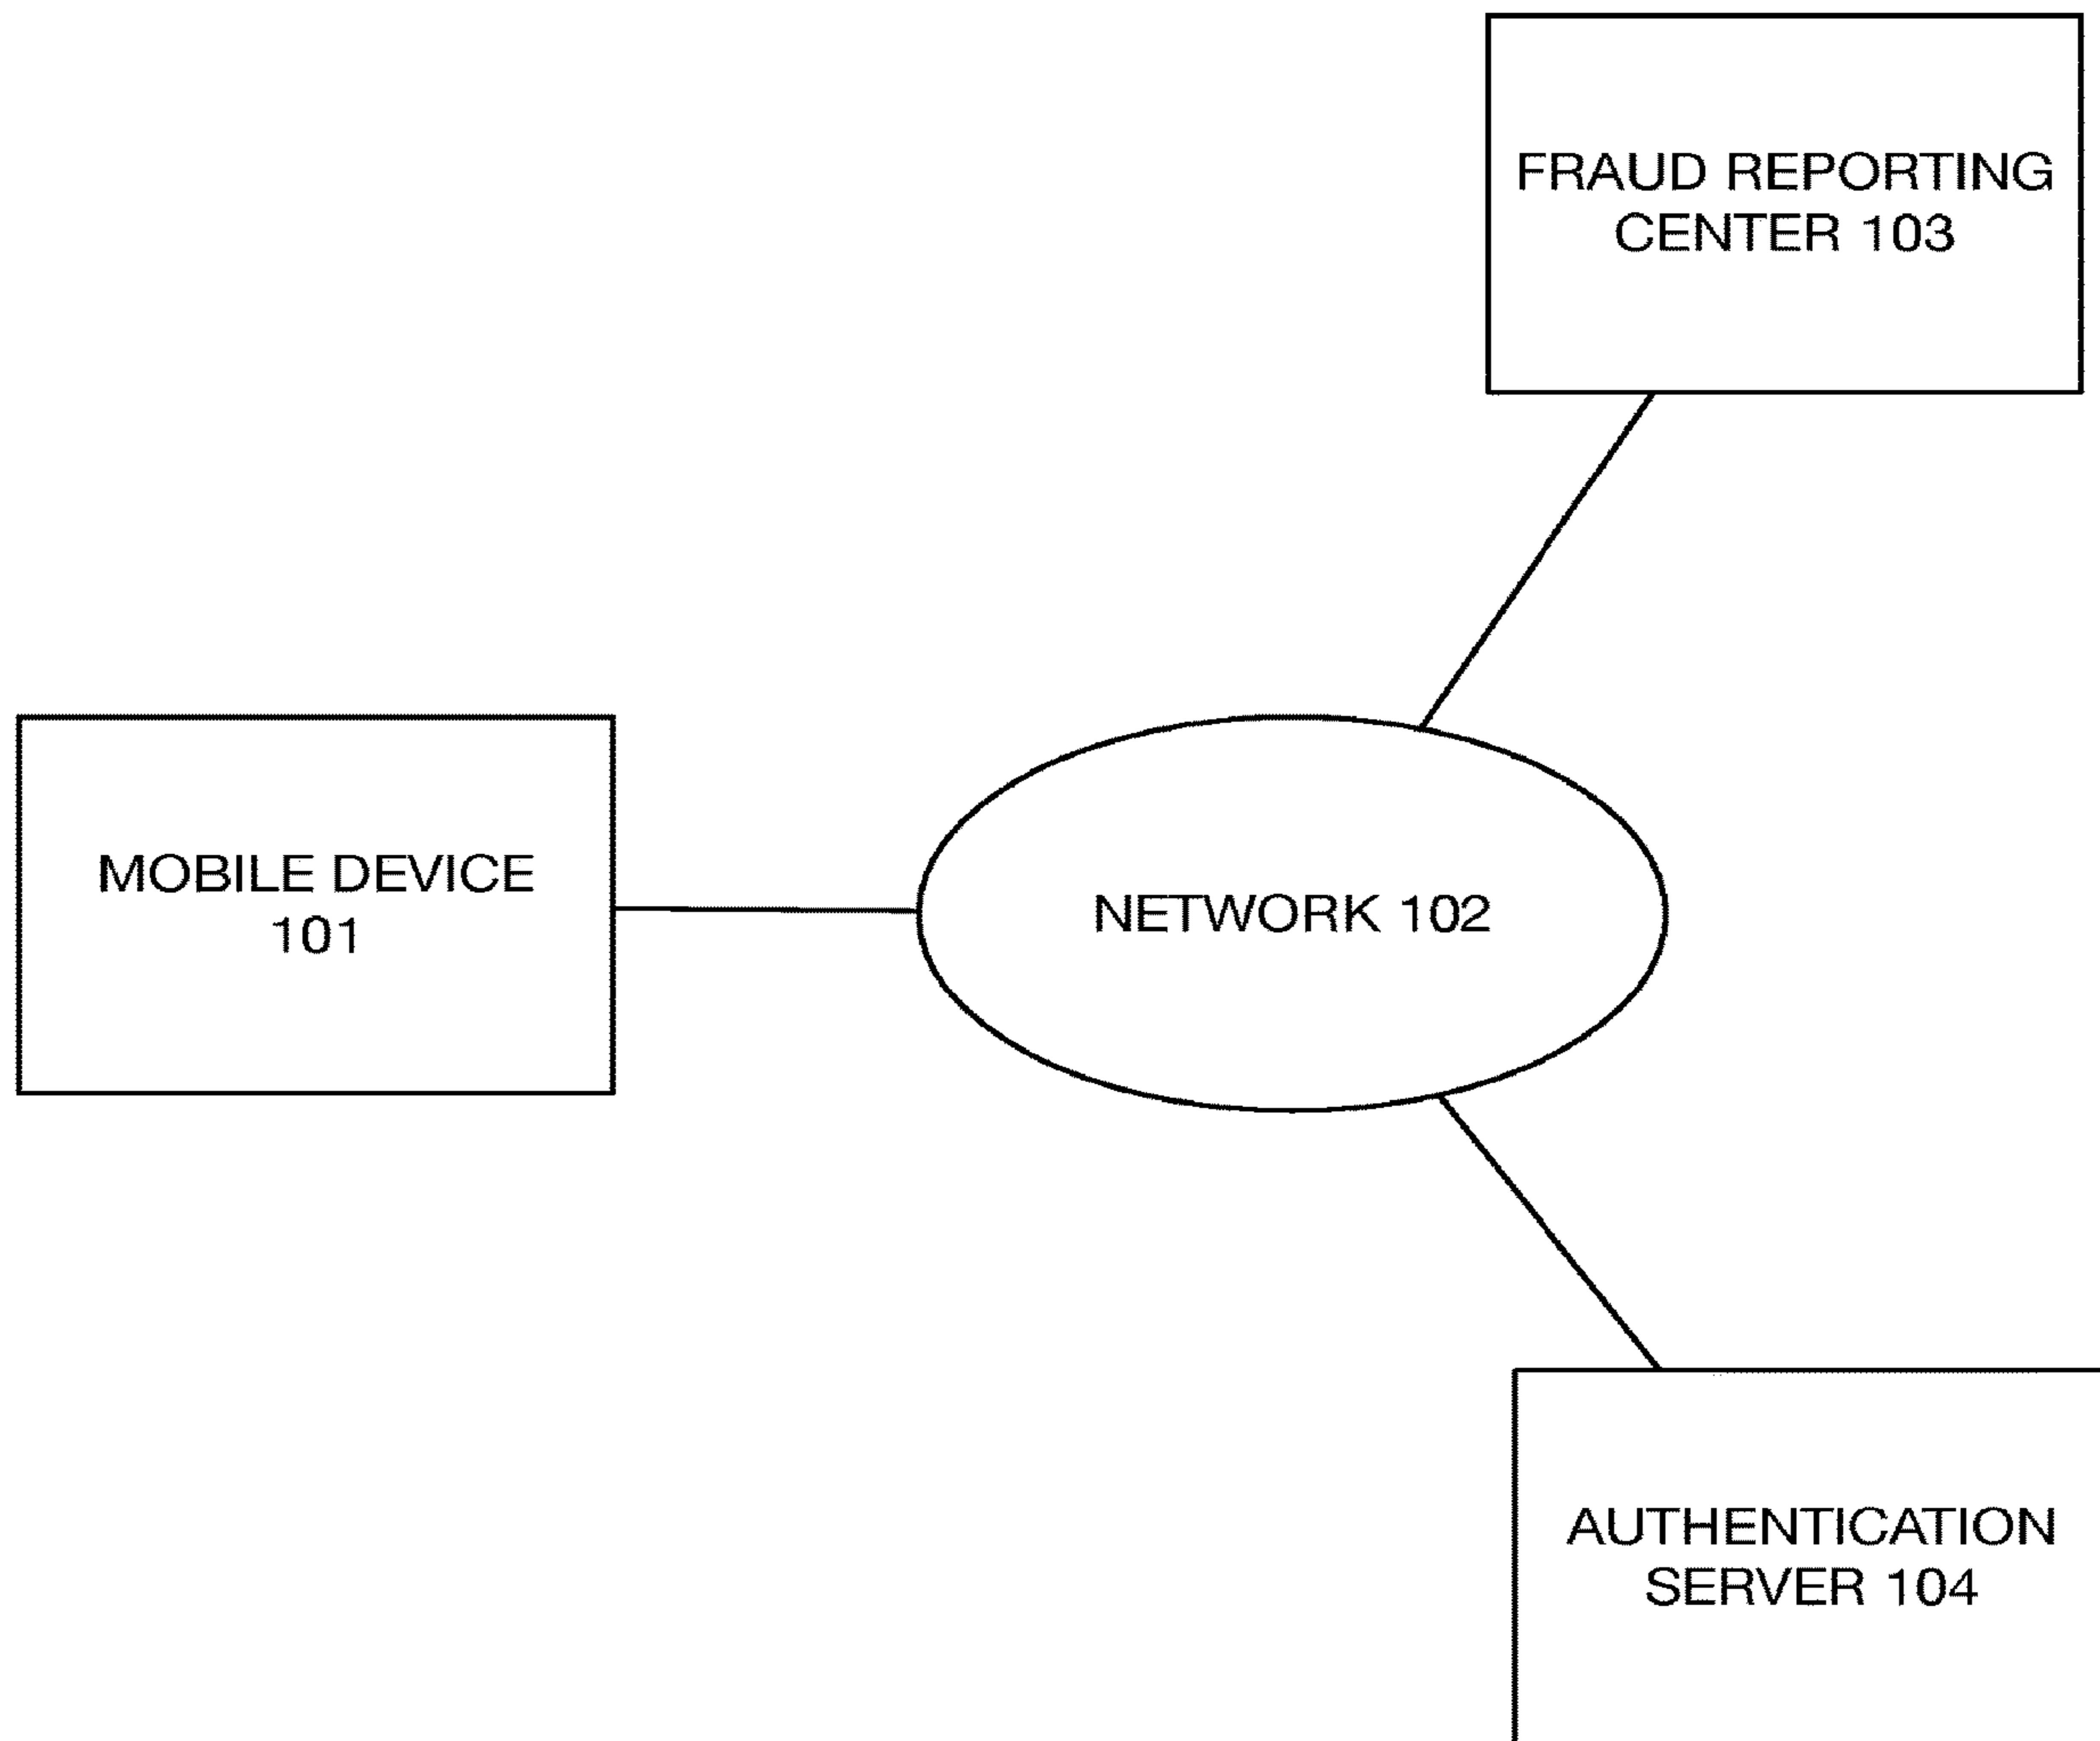 FRAUD REPORTING
CENTER 103
MOBILE DEVICE
101
NETWORK 102
AUTHENTICATION
SERVER 104